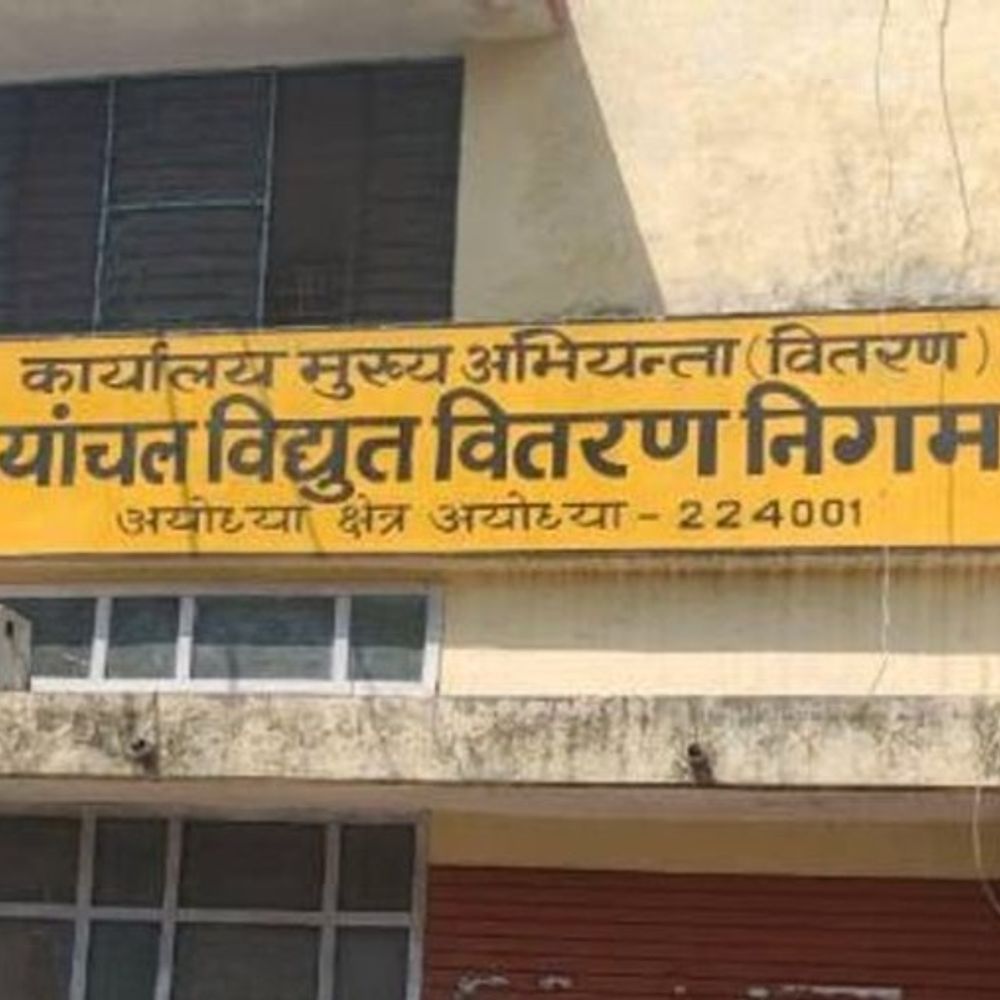 कार्यालय मुख्य अभियन्ता (वितरण)
यांचल विद्युत वितरण निगम
अयोध्या क्षेत्र अयोध्या - 224001